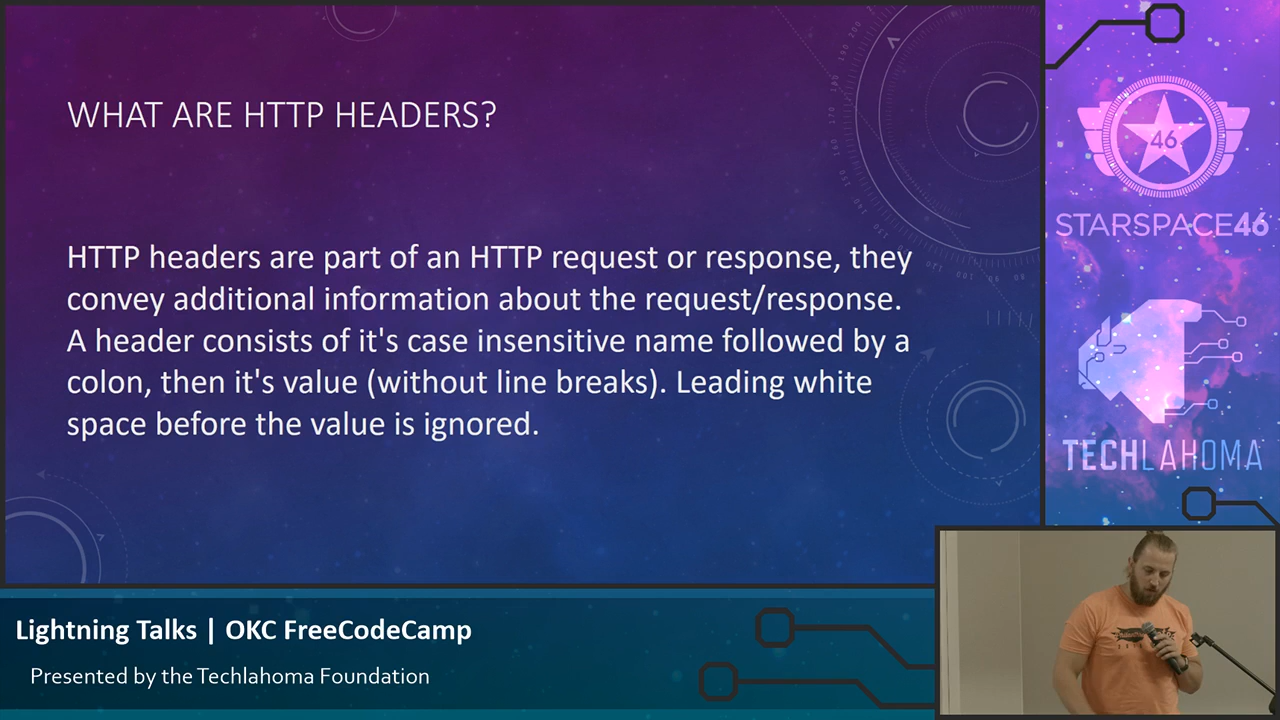 WHAT ARE HTTP HEADERS?
HTTP headers are part of an HTTP request or response, they
convey additional information about the request/response.
A header consists of it's case insensitive name followed by a
colon, then it's value (without line breaks). Leading white
space before the value is ignored.
46
STARSPACE46
TECHLAHOMA
Lightning Talks | OKC FreeCodeCamp
Presented by the Techlahoma Foundation